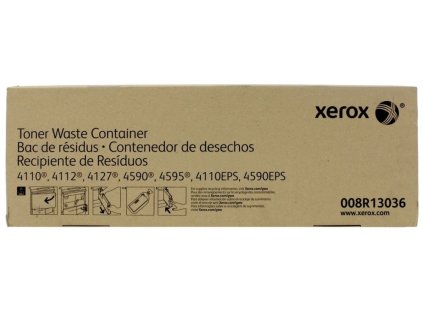 xerox
Toner Waste Container
Bac de résidus • Contenedor de desechos
Recipiente de Resíduos
4110®, 4112®, 4127®, 4590®, 4595®, 4110EPS, 4590EPS
008R13036
www.xerox.com